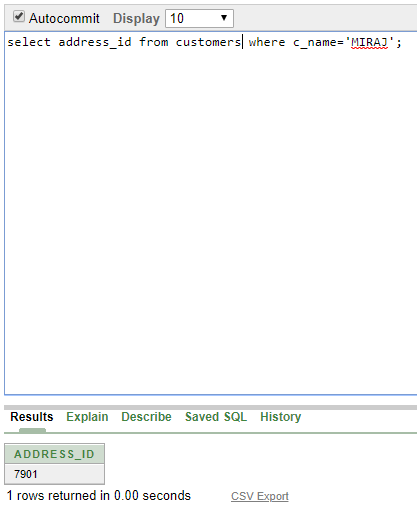 Autocommit Display 10
select address_id from customers where c_name='MIRAJ';
Results Explain Describe Saved SQL History
ADDRESS_ID
7901
1 rows returned in 0.00 seconds CSV Export